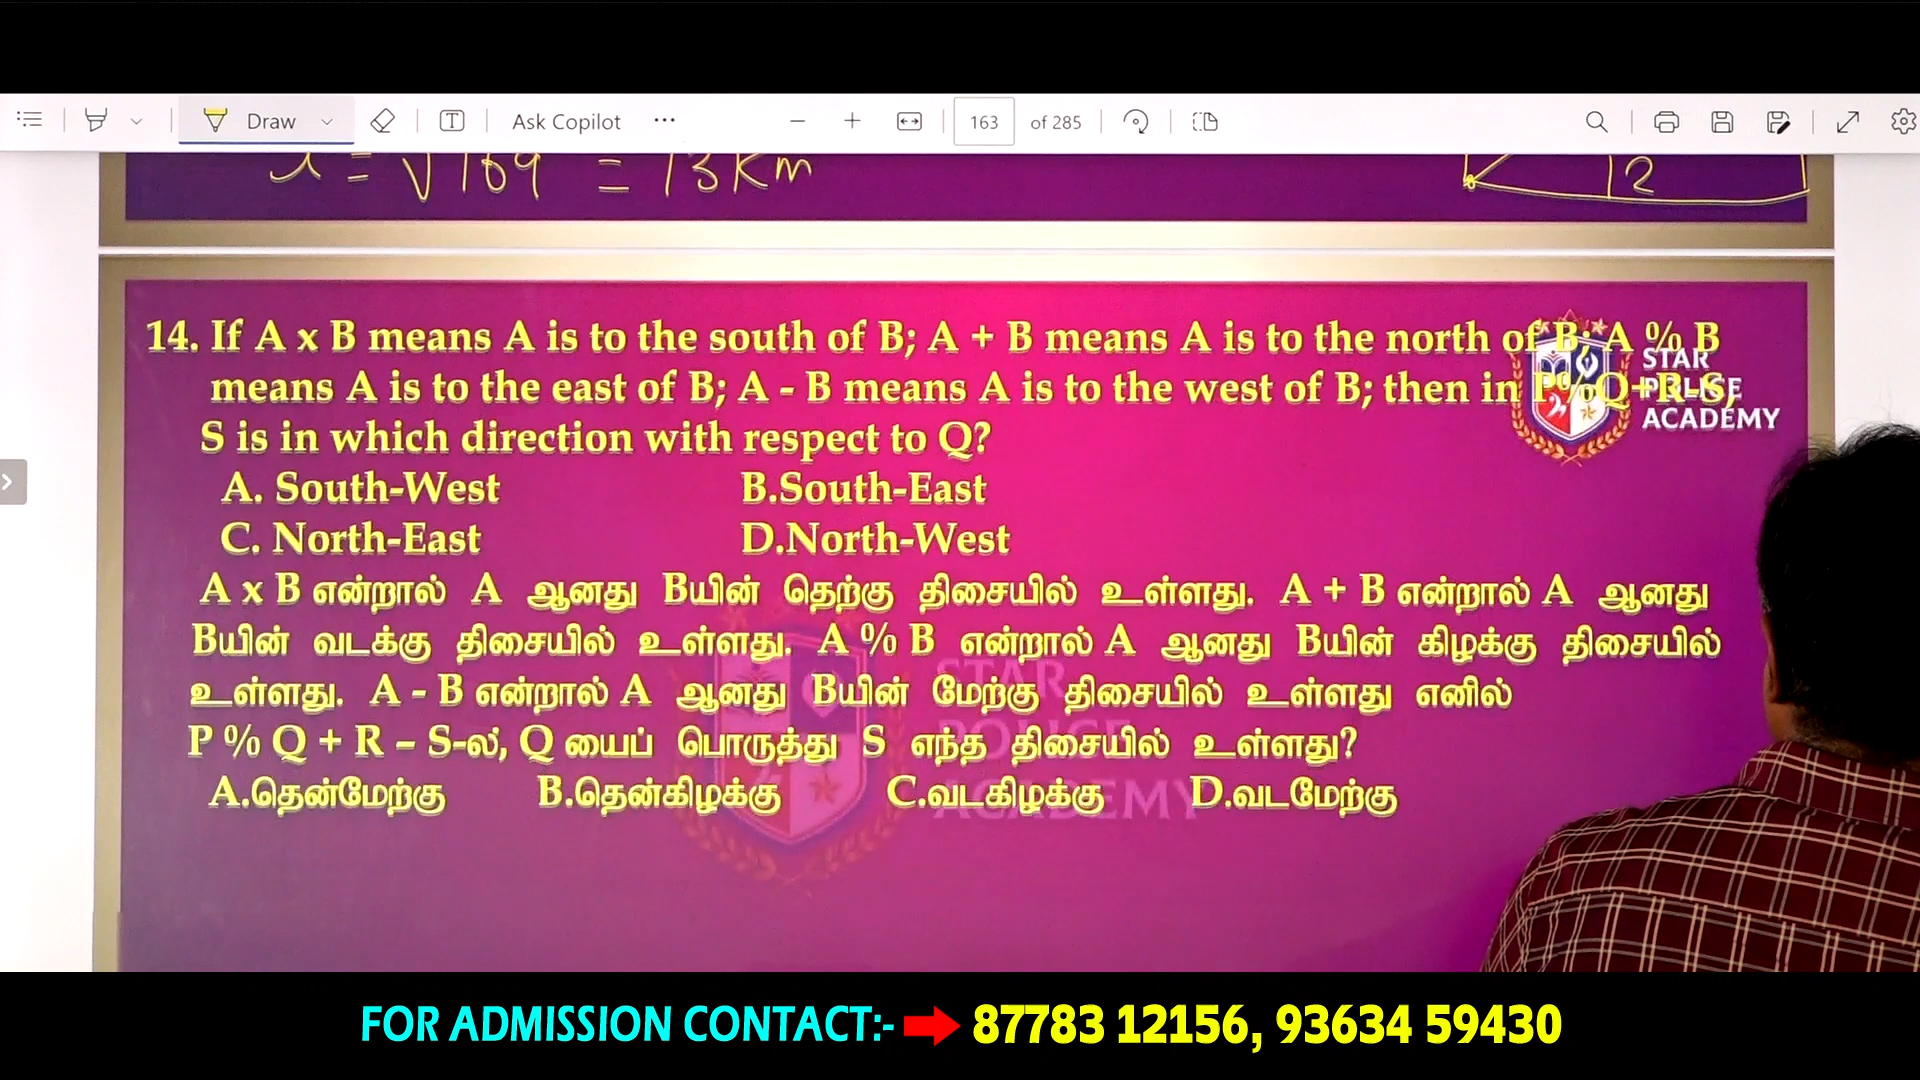 Draw
Ask Copilot
163 of 285
= √169 = 13Km
12
14. If A x B means A is to the south of B; A + B means A is to the north of B; A % B
means A is to the east of B; A - B means A is to the west of B; then in P%Q+R-S,
S is in which direction with respect to Q?
A. South-West B.South-East
C. North-East D.North-West
STAR
POLICE
ACADEMY
A x B என்றால் A ஆனது Bயின் தெற்கு திசையில் உள்ளது. A + B என்றால் A ஆனது
Bயின் வடக்கு திசையில் உள்ளது. A % B என்றால் A ஆனது Bயின் கிழக்கு திசையில்
உள்ளது. A - B என்றால் A ஆனது Bயின் மேற்கு திசையில் உள்ளது எனில்
P % Q + R – S-ல், Q யைப் பொருத்து S எந்த திசையில் உள்ளது?
A.தென்மேற்கு B.தென்கிழக்கு C.வடகிழக்கு D.வடமேற்கு
STAR
POLICE
ACADEMY
FOR ADMISSION CONTACT:- 87783 12156, 93634 59430